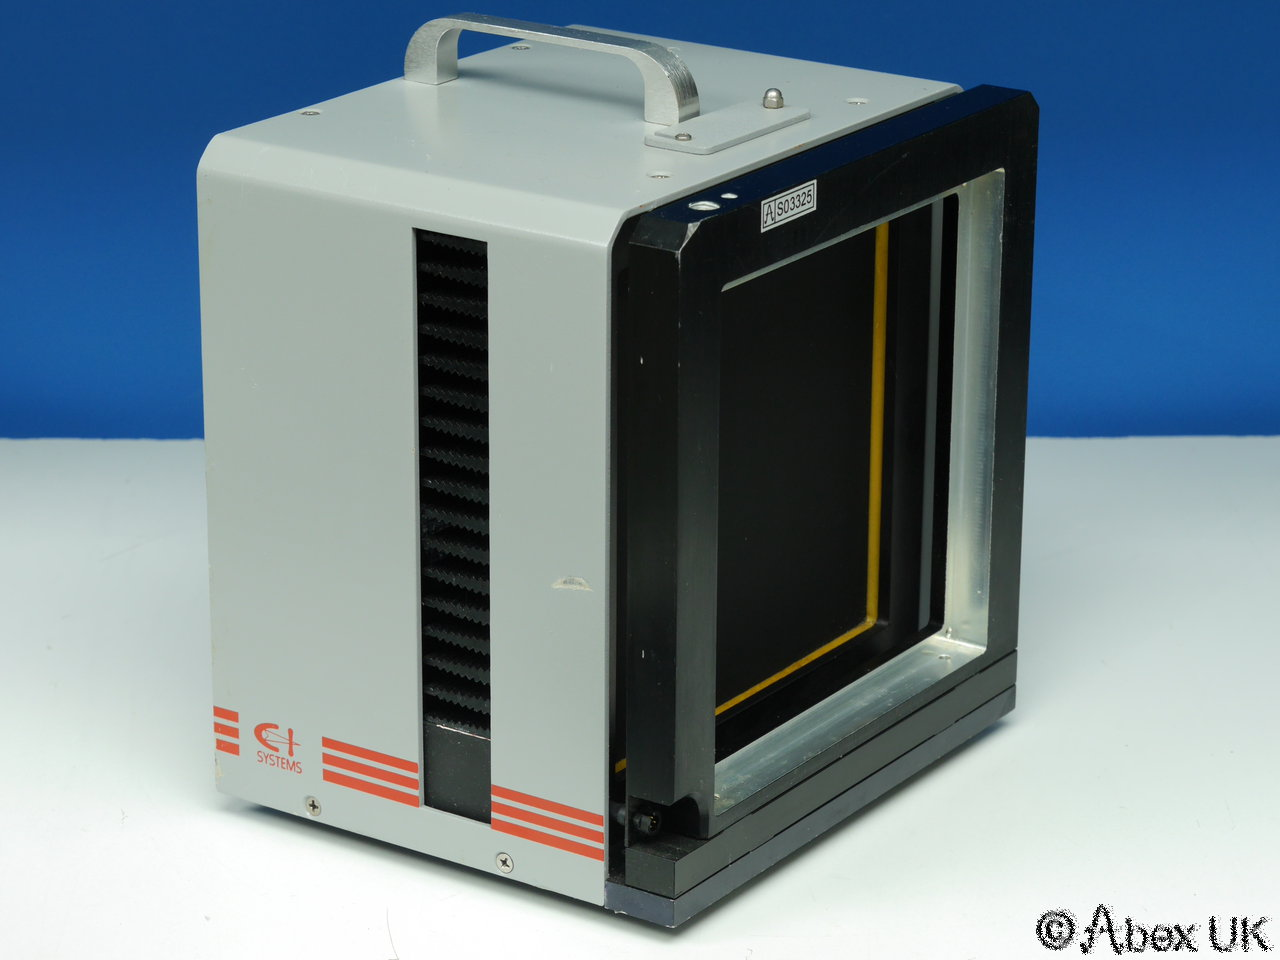 A S03325
CI
SYSTEMS
© Abex UK